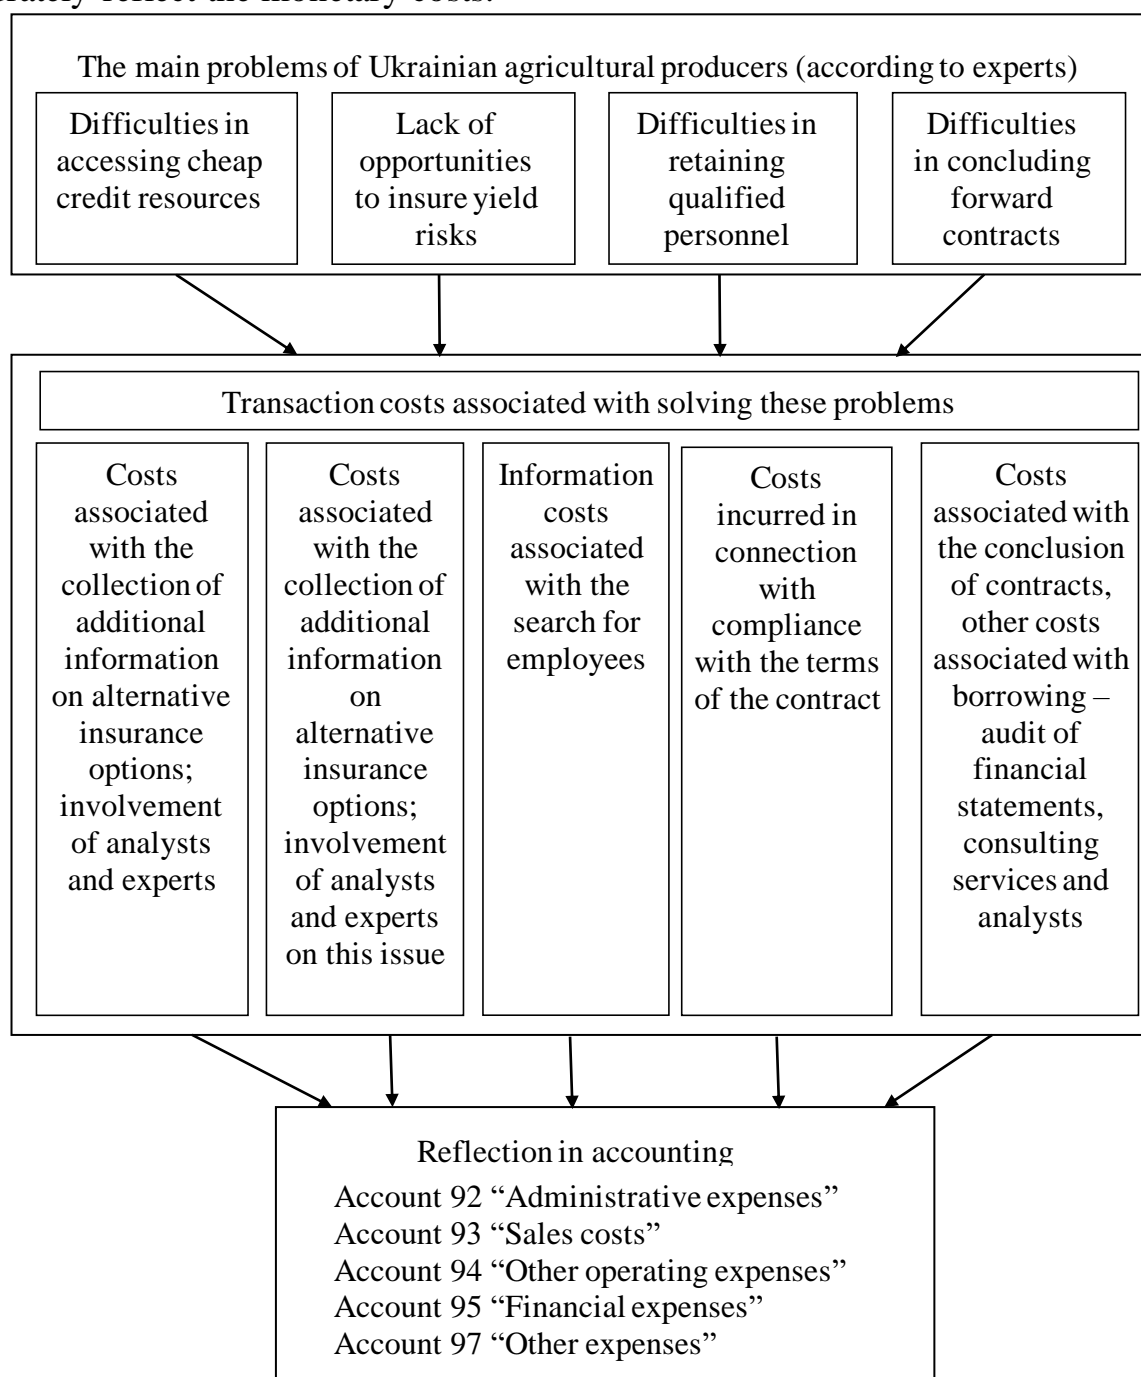 erately reflect the monetary costs.
The main problems of Ukrainian agricultural producers (according to experts)
Difficulties in
accessing cheap
credit resources
Lack of
opportunities
to insure yield
risks
Difficulties in
retaining
qualified
personnel
Difficulties
in concluding
forward
contracts
Transaction costs associated with solving these problems
Costs
associated
with the
collection of
additional
information
on alternative
insurance
options;
involvement
of analysts
and experts
Costs
associated
with the
collection of
additional
information
on
alternative
insurance
options;
involvement
of analysts
and experts
on this issue
Information
costs
associated
with the
search for
employees
Costs
incurred in
connection
with
compliance
with the terms
of the contract
Costs
associated with
the conclusion
of contracts,
other costs
associated with
borrowing –
audit of
financial
statements,
consulting
services and
analysts
Reflection in accounting
Account 92 “Administrative expenses”
Account 93 “Sales costs”
Account 94 “Other operating expenses”
Account 95 “Financial expenses”
Account 97 “Other expenses”